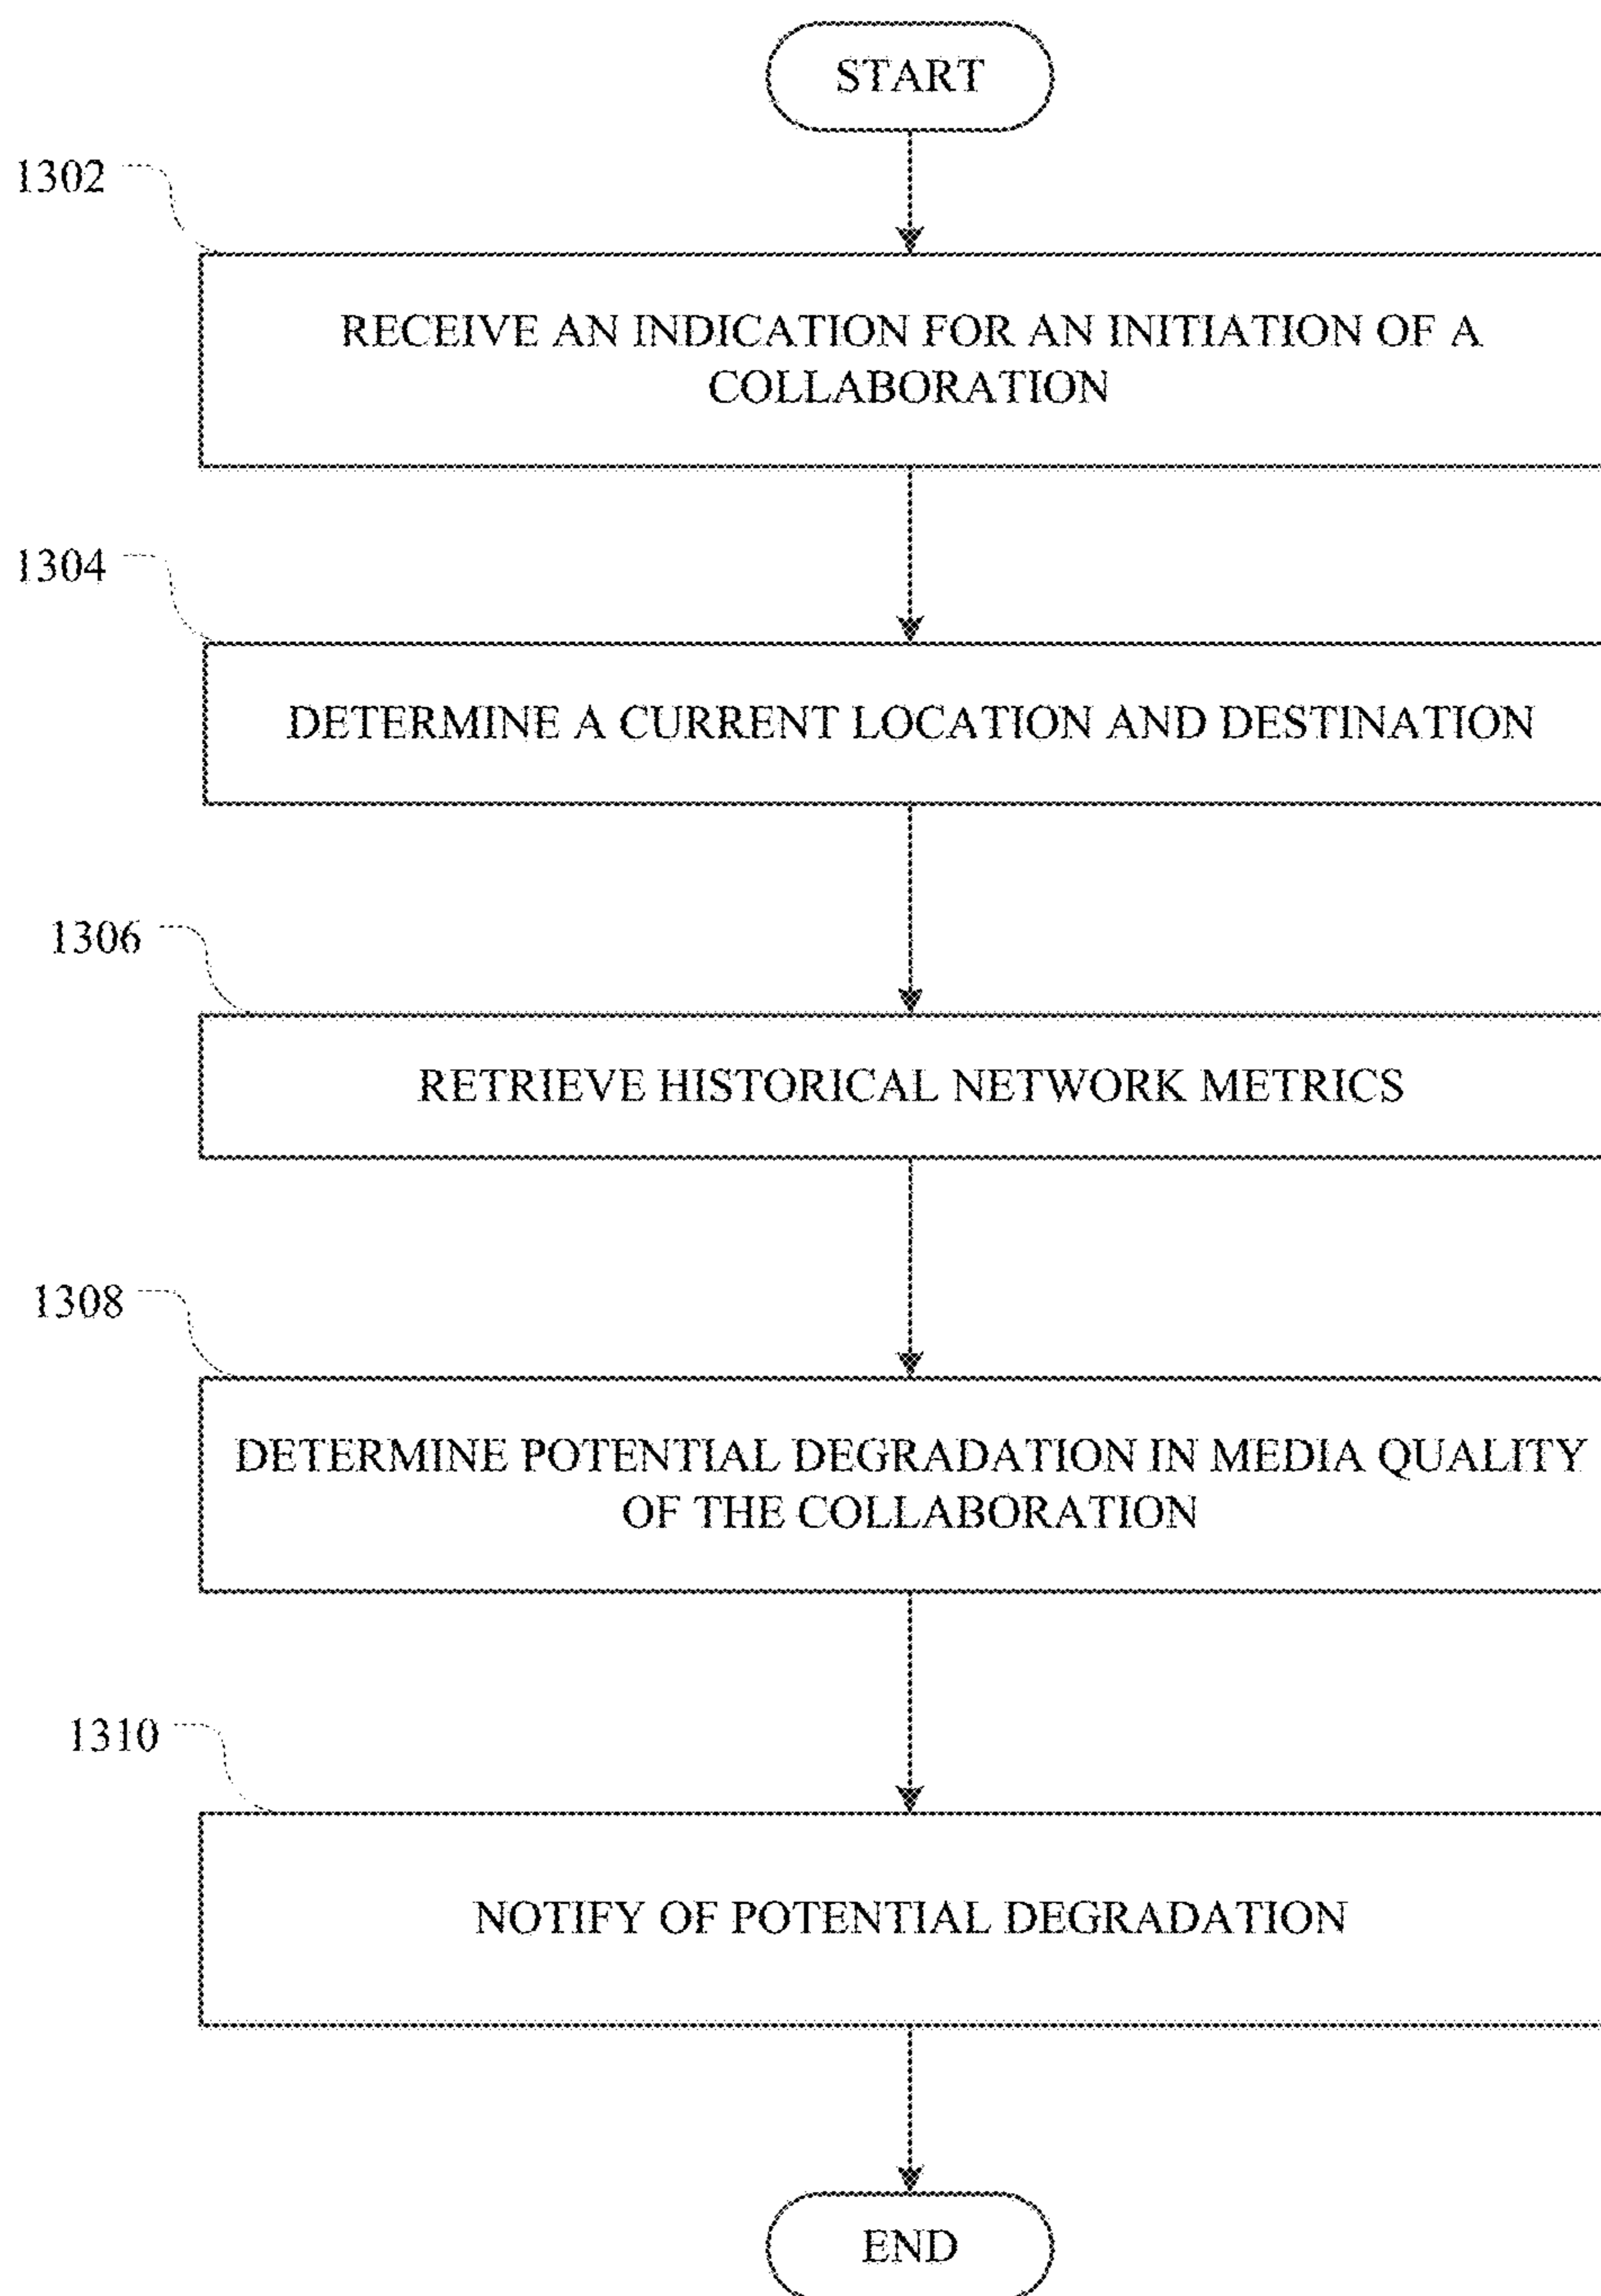 START
1302
RECEIVE AN INDICATION FOR AN INITIATION OF A
COLLABORATION
1304
DETERMINE A CURRENT LOCATION AND DESTINATION
1306
RETRIEVE HISTORICAL NETWORK METRICS
1308
DETERMINE POTENTIAL DEGRADATION IN MEDIA QUALITY
OF THE COLLABORATION
1310
NOTIFY OF POTENTIAL DEGRADATION
END